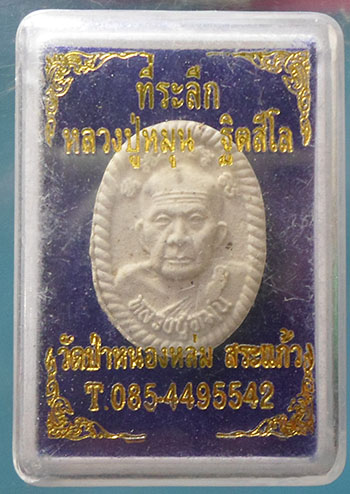 ที่ระลึก
หลวงปู่หมุน ฐิตสีโล
หลวงปู่หมุน
วัดป่าหนองหล่ม สระแก้ว
T.085-4495542